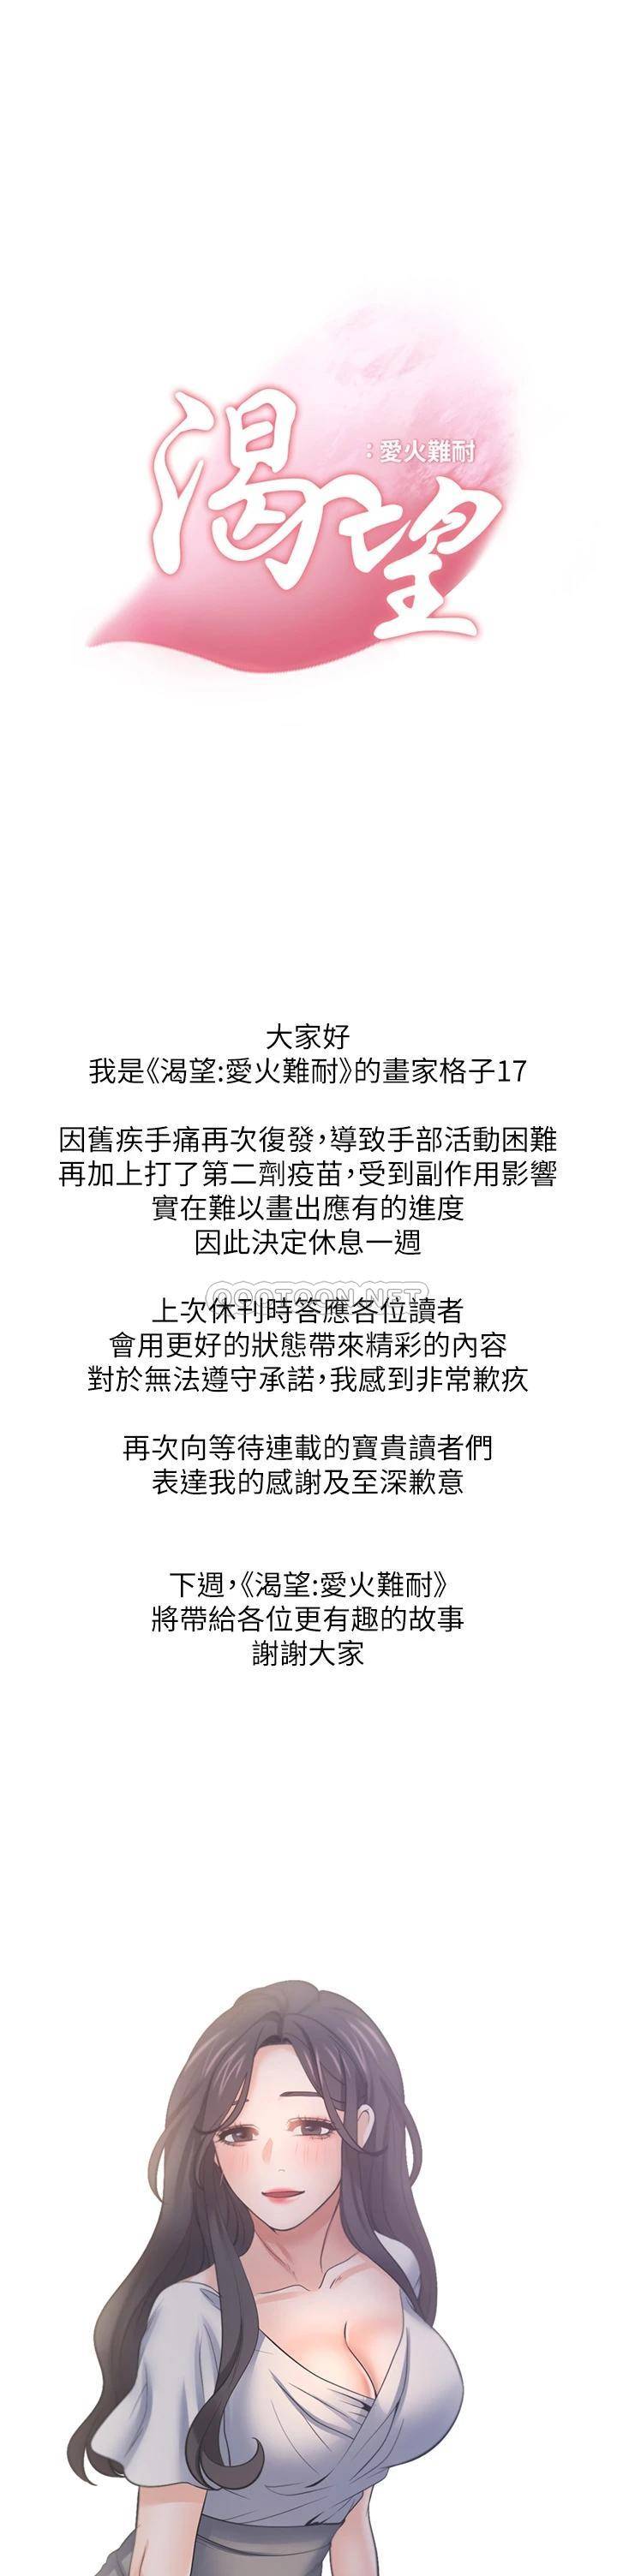 渴望
:愛火難耐
大家好
我是《渴望:愛火難耐》的畫家格子17
因舊疾手痛再次復發,導致手部活動困難
再加上打了第二劑疫苗,受到副作用影響
實在難以畫出應有的進度
因此決定休息一週
上次休刊時答應各位讀者
會用更好的狀態帶來精彩的內容
對於無法遵守承諾,我感到非常歉疚
再次向等待連載的寶貴讀者們
表達我的感謝及至深歉意
下週,《渴望:愛火難耐》
將帶給各位更有趣的故事
謝謝大家